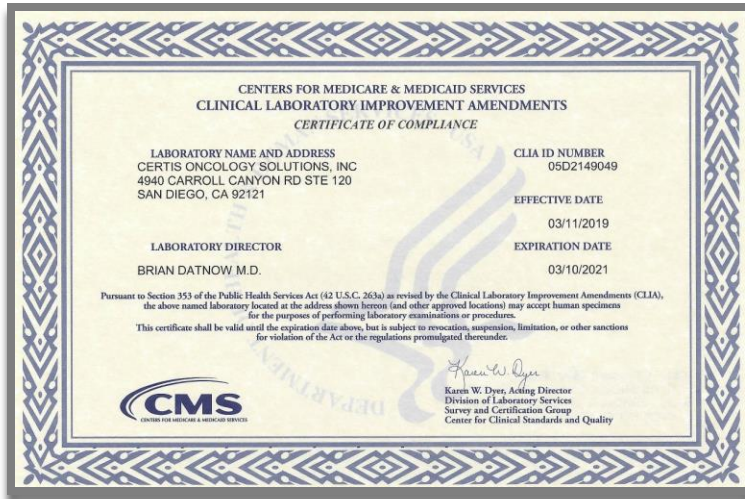 CENTERS FOR MEDICARE & MEDICAID SERVICES
CLINICAL LABORATORY IMPROVEMENT AMENDMENTS
CERTIFICATE OF COMPLIANCE
LABORATORY NAME AND ADDRESS
CERTIS ONCOLOGY SOLUTIONS, INC
4940 CARROLL CANYON RD STE 120
SAN DIEGO, CA 92121
CLIA ID NUMBER
05D2149049
EFFECTIVE DATE
03/11/2019
LABORATORY DIRECTOR
BRIAN DATNOW M.D.
EXPIRATION DATE
03/10/2021
Pursuant to Section 353 of the Public Health Services Act (42 U.S.C. 263a) as revised by the Clinical Laboratory Improvement Amendments (CLIA),
the above named laboratory located at the address shown hereon (and other approved locations) may accept human specimens
for the purposes of performing laboratory examinations or procedures.
This certificate shall be valid until the expiration date above, but is subject to revocation, suspension, limitation, or other sanctions
for violation of the Act or the regulations promulgated thereunder.
Karen W. Dyer
Karen W. Dyer, Acting Director
Division of Laboratory Services
Survey and Certification Group
Center for Clinical Standards and Quality
CMS
CENTERS FOR MEDICARE & MEDICAID SERVICES